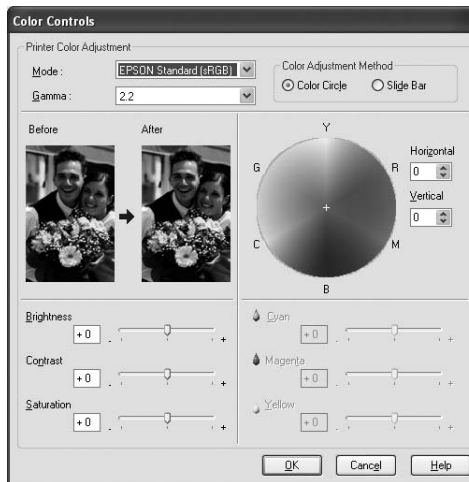 Color Controls
Printer Color Adjustment
Mode :
EPSON Standard (sRGB)
Gamma :
2.2
Color Adjustment Method
Color Circle
Slide Bar
Before
After
Y
G
R
C
M
B
Horizontal
0
Vertical
0
Brightness
+ 0
- +
Contrast
+ 0
- +
Saturation
+ 0
- +
Cyan
+ 0
- +
Magenta
+ 0
- +
Yellow
+ 0
- +
OK Cancel Help